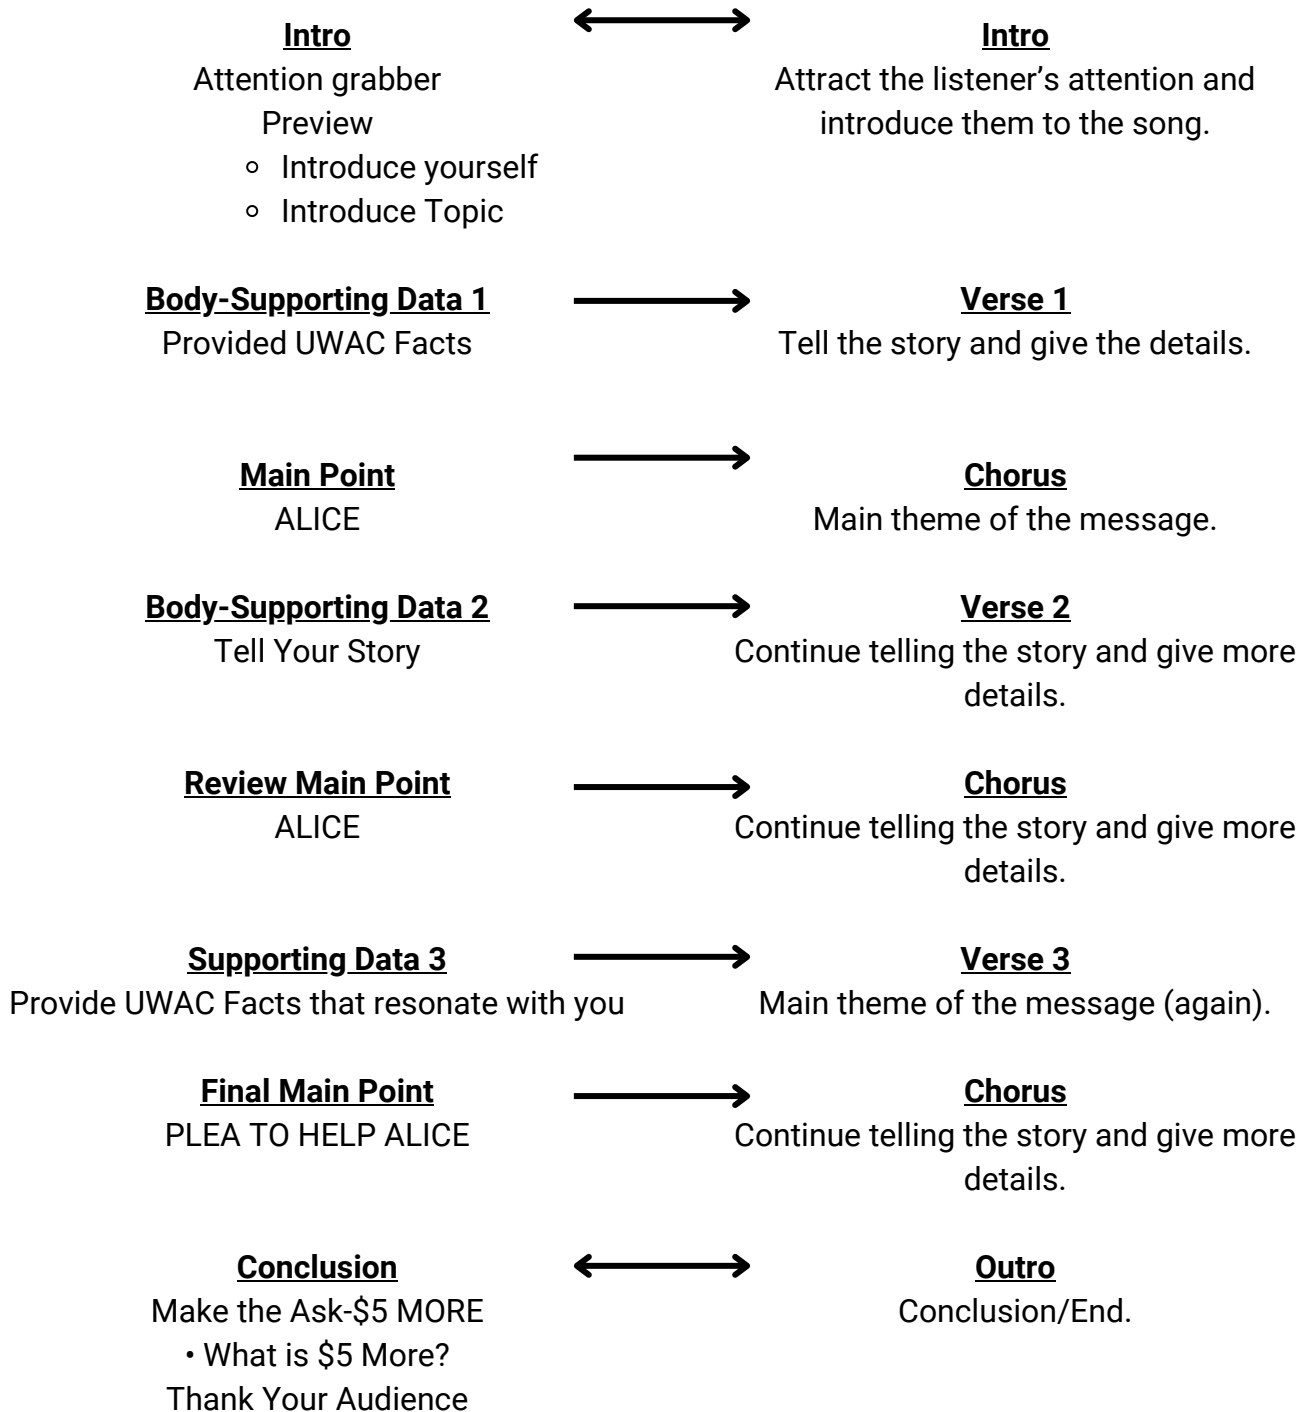 Intro
Attention grabber
Preview
Introduce yourself
Introduce Topic
Intro
Attract the listener’s attention and
introduce them to the song.
Body-Supporting Data 1
Provided UWAC Facts
Verse 1
Tell the story and give the details.
Main Point
ALICE
Chorus
Main theme of the message.
Body-Supporting Data 2
Tell Your Story
Verse 2
Continue telling the story and give more
details.
Review Main Point
ALICE
Chorus
Continue telling the story and give more
details.
Supporting Data 3
Provide UWAC Facts that resonate with you
Verse 3
Main theme of the message (again).
Final Main Point
PLEA TO HELP ALICE
Chorus
Continue telling the story and give more
details.
Conclusion
Make the Ask-$5 MORE
• What is $5 More?
Thank Your Audience
Outro
Conclusion/End.